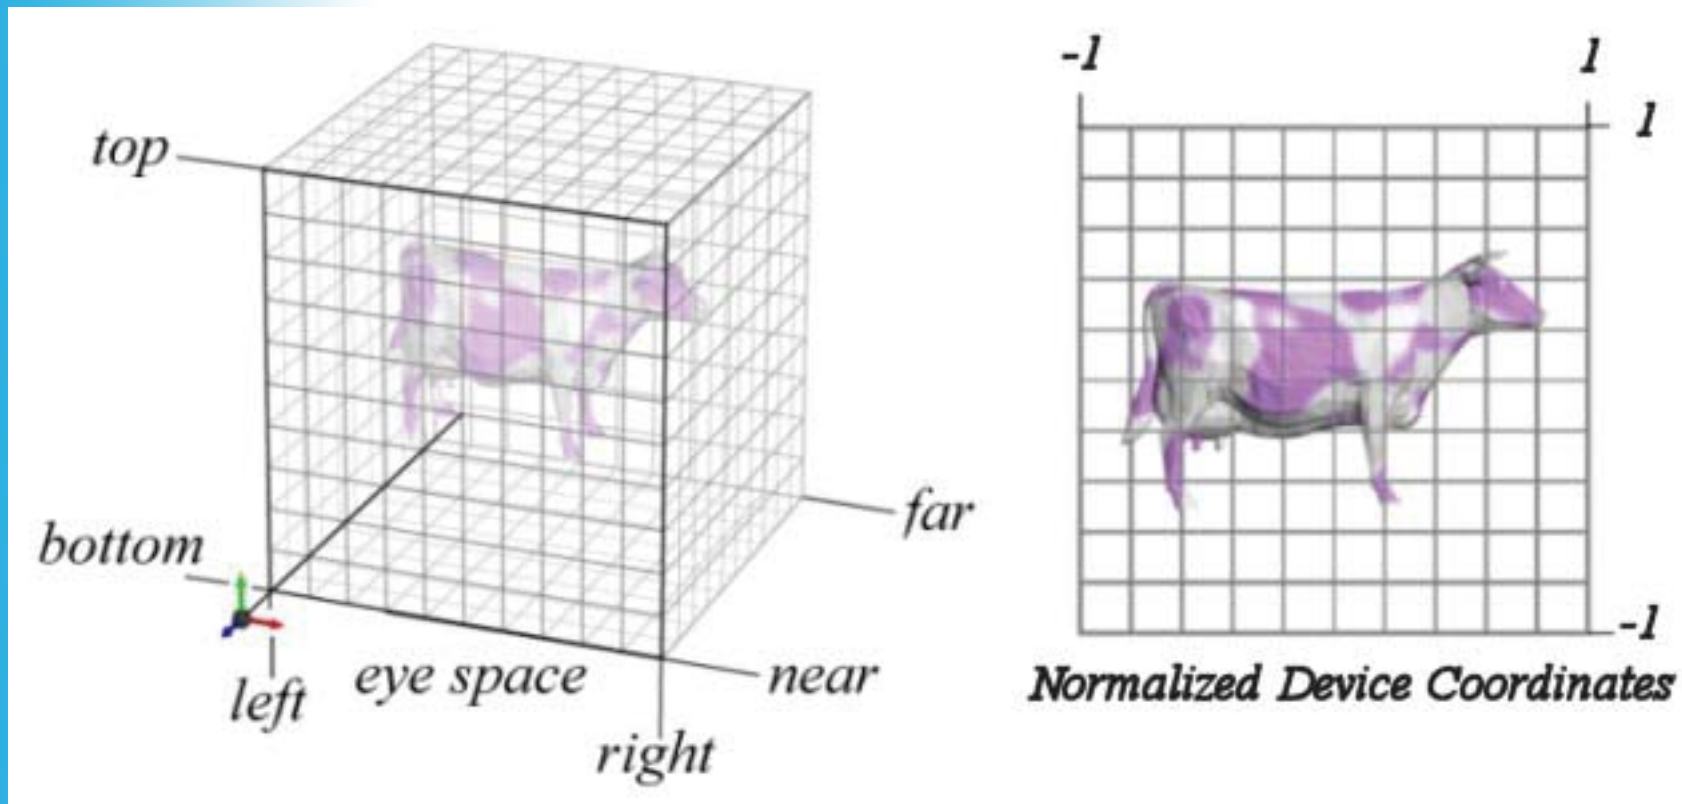 top
bottom
left
eye space
near
right
far
-1
1
1
-1
Normalized Device Coordinates